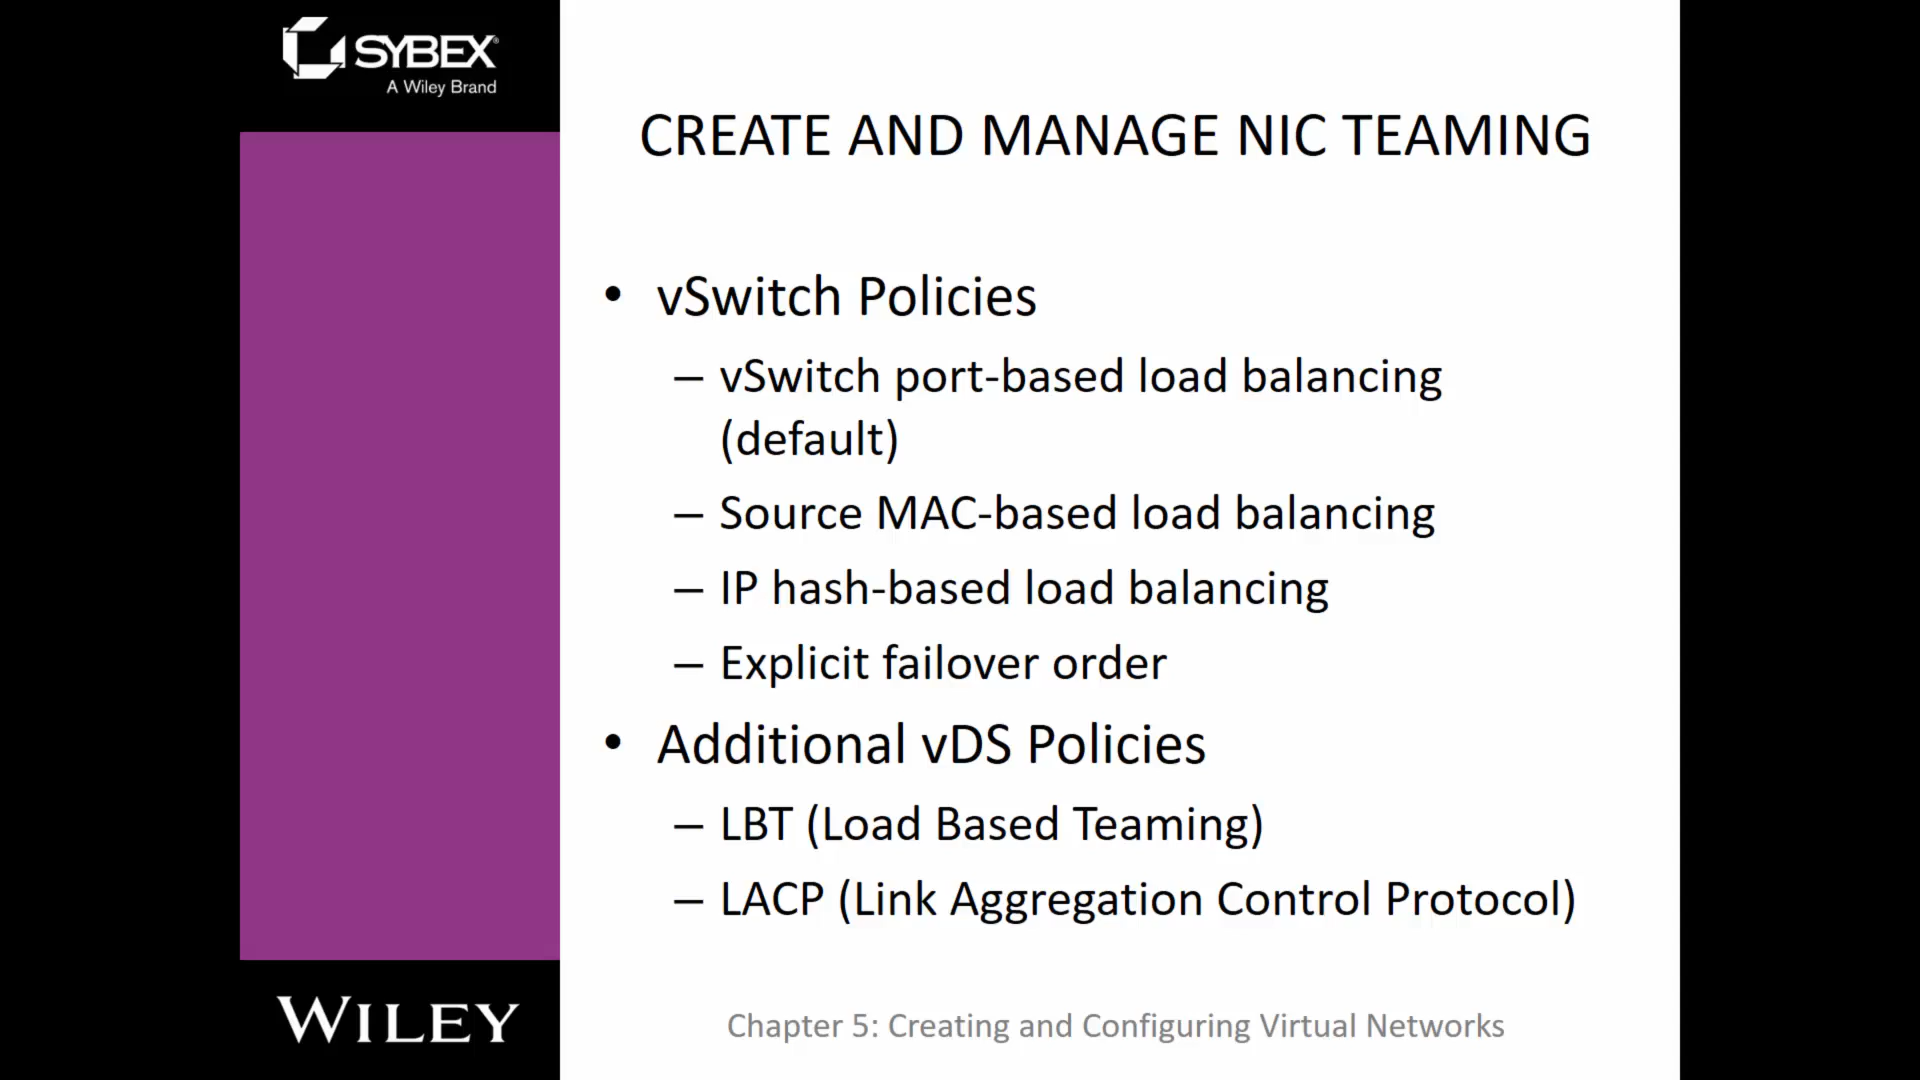 SYBEX®
A Wiley Brand
CREATE AND MANAGE NIC TEAMING
• vSwitch Policies
– vSwitch port-based load balancing
(default)
– Source MAC-based load balancing
– IP hash-based load balancing
– Explicit failover order
• Additional vDS Policies
– LBT (Load Based Teaming)
– LACP (Link Aggregation Control Protocol)
WILEY
Chapter 5: Creating and Configuring Virtual Networks